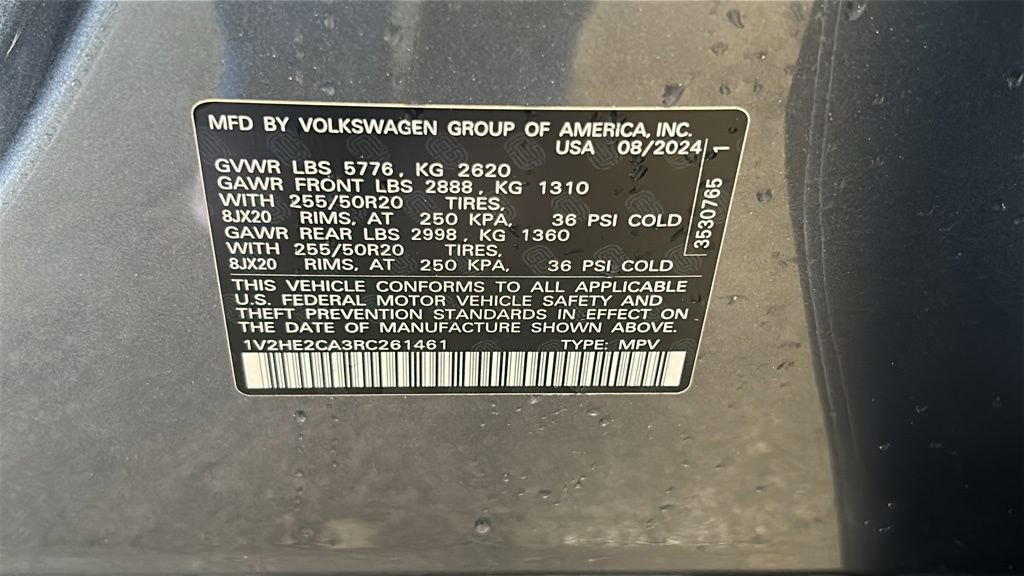 MFD BY VOLKSWAGEN GROUP OF AMERICA, INC.
USA 08/2024
GVWR LBS 5776, KG 2620
GAWR FRONT LBS 2888, KG 1310
WITH 255/50R20 TIRES,
8JX20 RIMS, AT 250 KPA, 36 PSI COLD
GAWR REAR LBS 2998, KG 1360
WITH 255/50R20 TIRES,
8JX20 RIMS, AT 250 KPA, 36 PSI COLD
THIS VEHICLE CONFORMS TO ALL APPLICABLE
U.S. FEDERAL MOTOR VEHICLE SAFETY AND
THEFT PREVENTION STANDARDS IN EFFECT ON
THE DATE OF MANUFACTURE SHOWN ABOVE.
1V2HE2CA3RC261461 TYPE: MPV
3530765 1